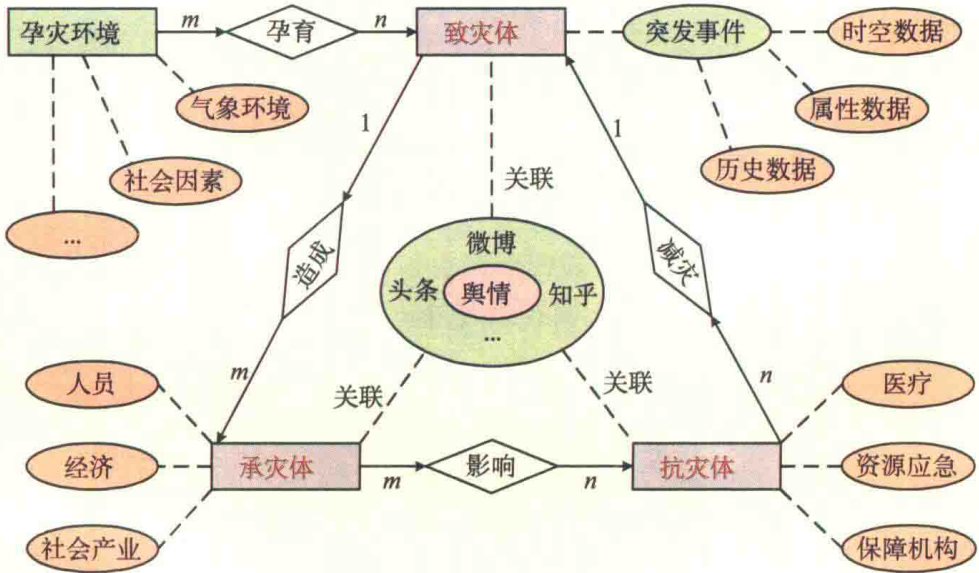 孕灾环境
m
孕育
n
致灾体
突发事件
时空数据
气象环境
属性数据
1
1
社会因素
历史数据
关联
...
微博
造成
减灾
头条
舆情
知乎
...
人员
m
关联
关联
n
医疗
经济
承灾体
m
影响
n
抗灾体
资源应急
社会产业
保障机构